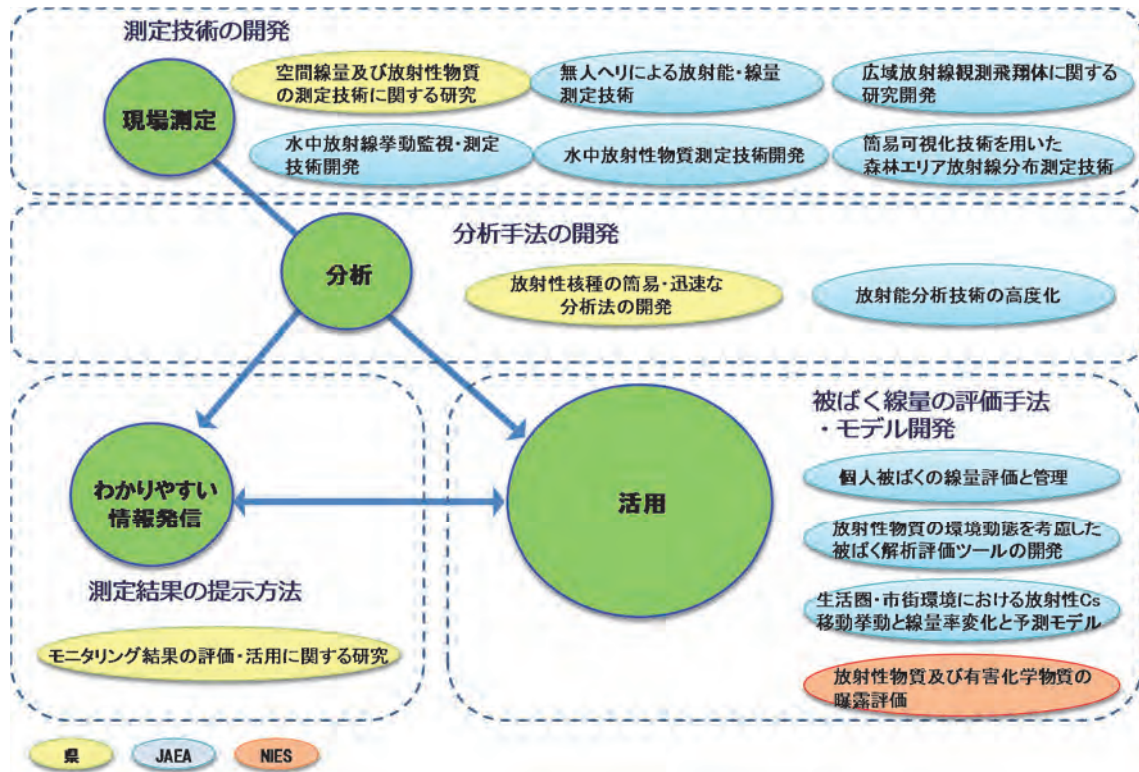 測定技術の開発
現場測定
空間線量及び放射性物質
の測定技術に関する研究
無人ヘリによる放射能・線量
測定技術
広域放射線観測飛翔体に関する
研究開発
水中放射線挙動監視・測定
技術開発
水中放射性物質測定技術開発
簡易可視化技術を用いた
森林エリア放射線分布測定技術
分析手法の開発
分析
放射性核種の簡易・迅速な
分析法の開発
放射能分析技術の高度化
わかりやすい
情報発信
測定結果の提示方法
モニタリング結果の評価・活用に関する研究
活用
被ばく線量の評価手法
・モデル開発
個人被ばくの線量評価と管理
放射性物質の環境動態を考慮した
被ばく解析評価ツールの開発
生活圏・市街環境における放射性Cs
移動挙動と線量率変化と予測モデル
放射性物質及び有害化学物質の
曝露評価
県
JAEA
NIES